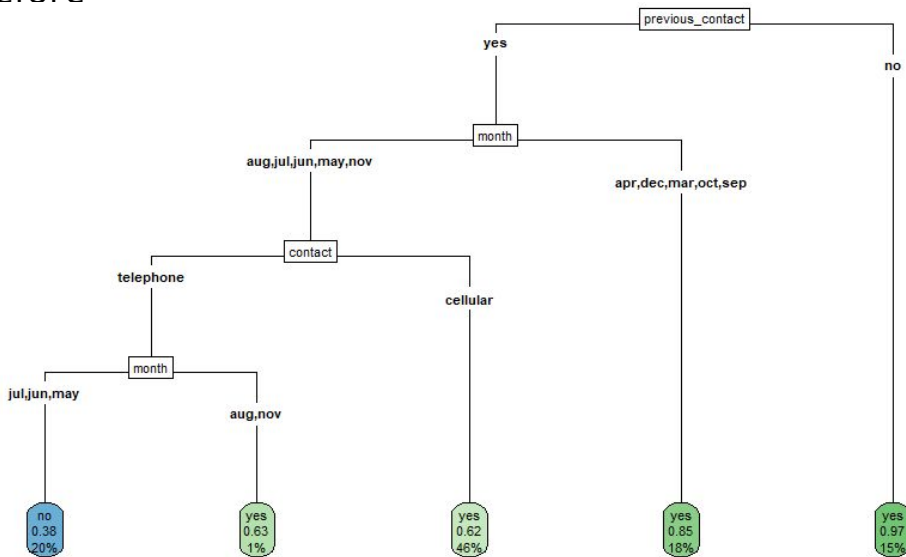 previous_contact
yes
no
month
aug,jul,jun,may,nov
apr,dec,mar,oct,sep
contact
telephone
cellular
month
jul,jun,may
aug,nov
no
0.38
20%
yes
0.63
1%
yes
0.62
46%
yes
0.85
18%
yes
0.97
15%